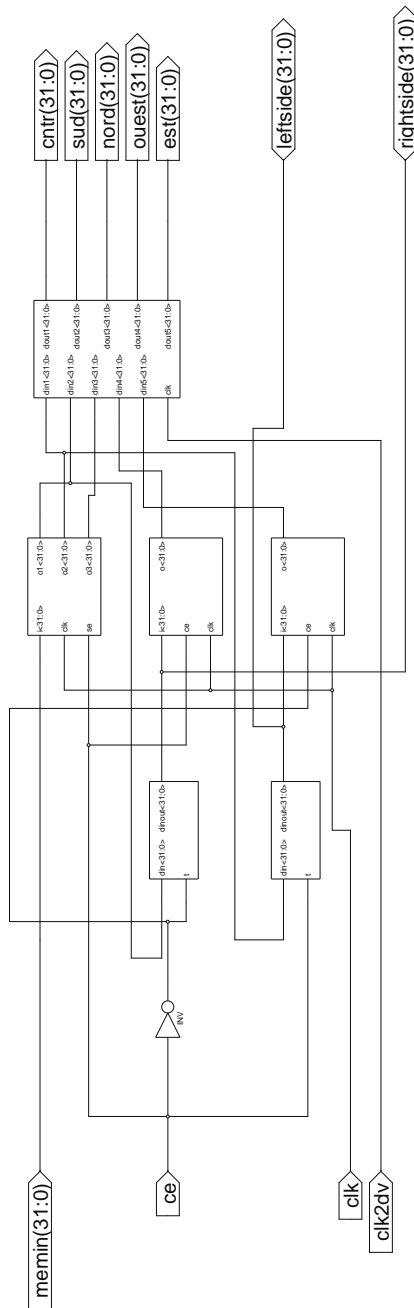 cntr(31:0)
sud(31:0)
nord(31:0)
ouest(31:0)
est(31:0)
leftside(31:0)
rightside(31:0)
din1<31:0> dout1<31:0>
din2<31:0> dout2<31:0>
din3<31:0> dout3<31:0>
din4<31:0> dout4<31:0>
din5<31:0>
clk dout5<31:0>
i<31:0> o1<31:0>
clk o2<31:0>
se o3<31:0>
i<31:0> o<31:0>
ce
clk
i<31:0> o<31:0>
ce
clk
din<31:0> dinout<31:0>
t
din<31:0> dinout<31:0>
t
INV
memin(31:0)
ce
clk
clk2dv